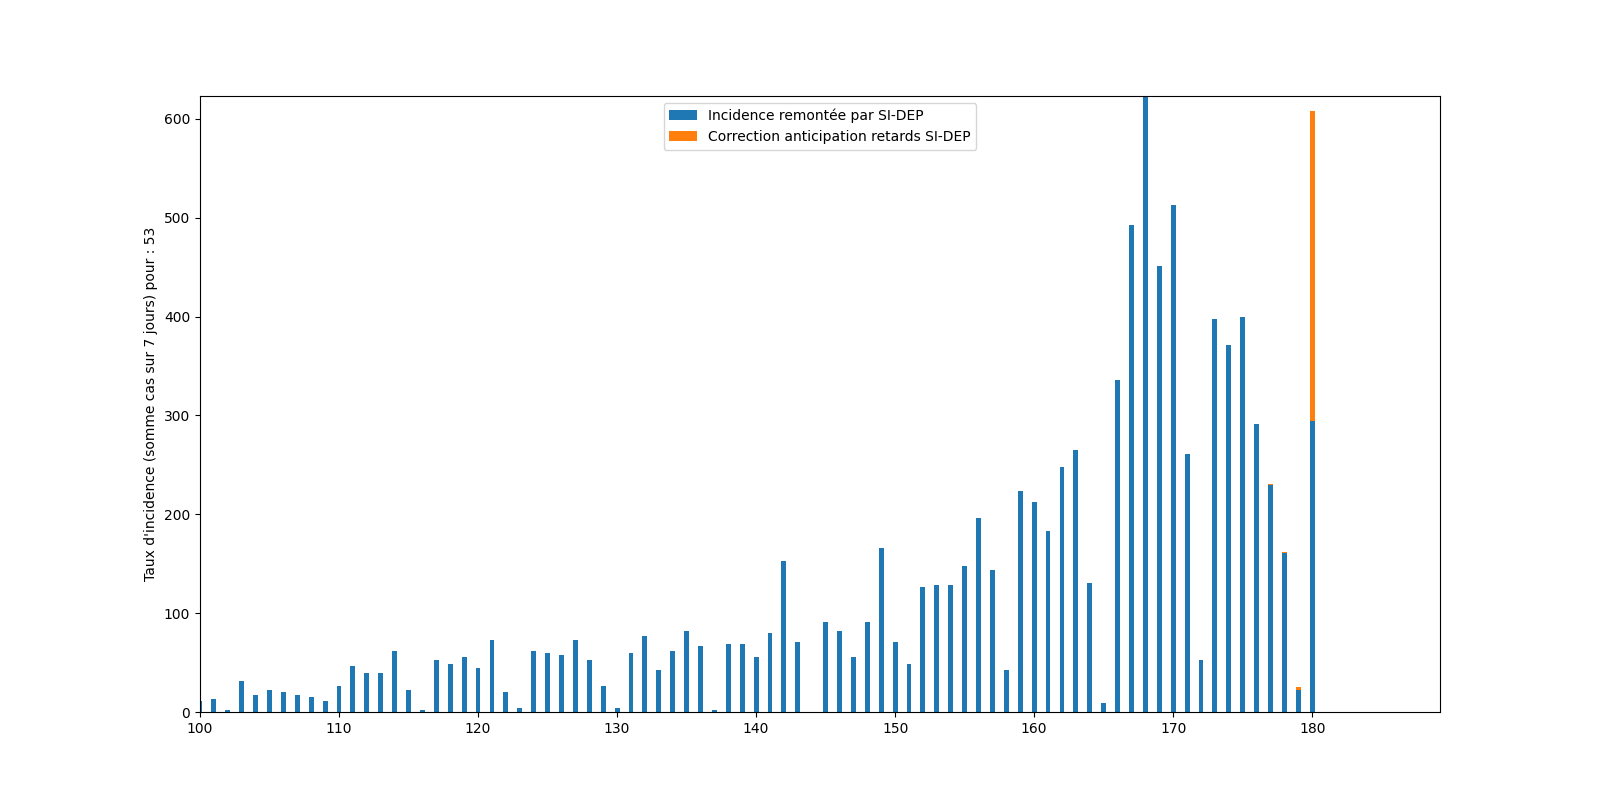 Incidence remontée par SI-DEP
Correction anticipation retards SI-DEP
Taux d'incidence (somme cas sur 7 jours) pour : 53
600
500
400
300
200
100
0
100 110 120 130 140 150 160 170 180